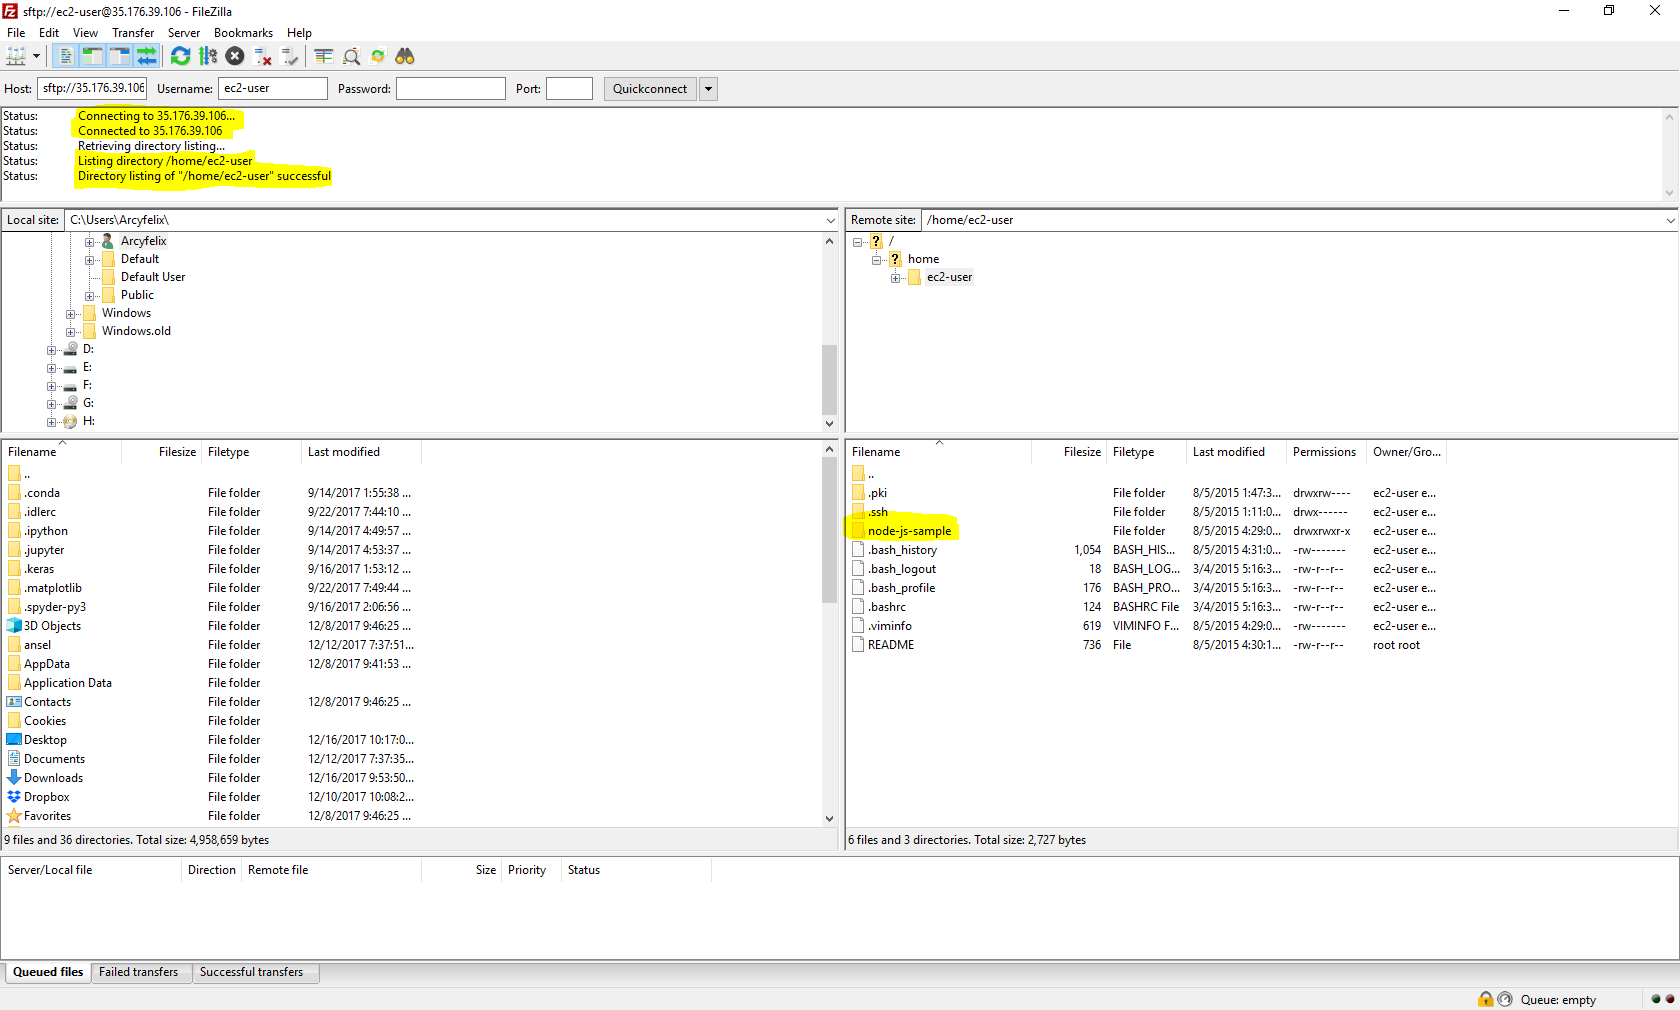 sftp://ec2-user@35.176.39.106 - FileZilla
File Edit View Transfer Server Bookmarks Help
Host: sftp://35.176.39.106 Username: ec2-user Password: Port: Quickconnect
Status: Connecting to 35.176.39.106...
Status: Connected to 35.176.39.106
Status: Retrieving directory listing...
Status: Listing directory /home/ec2-user
Status: Directory listing of "/home/ec2-user" successful
Local site: C:\Users\Arcyfelix\
Arcyfelix
Default
Default User
Public
Windows
Windows.old
D:
E:
F:
G:
H:
Remote site: /home/ec2-user
/
home
ec2-user
Filename Filesize Filetype Last modified
..
.conda File folder 9/14/2017 1:55:38 ...
.idlerc File folder 9/22/2017 7:44:10 ...
.ipython File folder 9/14/2017 4:49:57 ...
.jupyter File folder 9/14/2017 4:53:37 ...
.keras File folder 9/16/2017 1:53:12 ...
.matplotlib File folder 9/22/2017 7:49:44 ...
.spyder-py3 File folder 9/16/2017 2:06:56 ...
3D Objects File folder 12/8/2017 9:46:25 ...
ansel File folder 12/12/2017 7:37:51...
AppData File folder 12/8/2017 9:41:53 ...
Application Data File folder
Contacts File folder 12/8/2017 9:46:25 ...
Cookies File folder
Desktop File folder 12/16/2017 10:17:0...
Documents File folder 12/12/2017 7:37:35...
Downloads File folder 12/16/2017 9:53:50...
Dropbox File folder 12/10/2017 10:08:2...
Favorites File folder 12/8/2017 9:46:25 ...
9 files and 36 directories. Total size: 4,958,659 bytes
Filename Filesize Filetype Last modified Permissions Owner/Gro...
..
.pki File folder 8/5/2015 1:47:3... drwxrw---- ec2-user e...
.ssh File folder 8/5/2015 1:11:0... drwx------ ec2-user e...
node-js-sample File folder 8/5/2015 4:29:0... drwxrwxr-x ec2-user e...
.bash_history 1,054 BASH_HIS... 8/5/2015 4:31:0... -rw------- ec2-user e...
.bash_logout 18 BASH_LOG... 3/4/2015 5:16:3... -rw-r--r-- ec2-user e...
.bash_profile 176 BASH_PRO... 3/4/2015 5:16:3... -rw-r--r-- ec2-user e...
.bashrc 124 BASHRC File 3/4/2015 5:16:3... -rw-r--r-- ec2-user e...
.viminfo 619 VIMINFO F... 8/5/2015 4:29:0... -rw------- ec2-user e...
README 736 File 8/5/2015 4:30:1... -rw-r--r-- root root
6 files and 3 directories. Total size: 2,727 bytes
Server/Local file Direction Remote file Size Priority Status
Queued files Failed transfers Successful transfers
Queue: empty